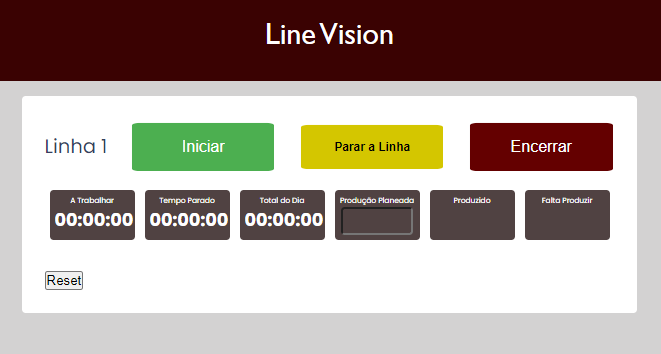 Line Vision
Linha 1
Iniciar
Parar a Linha
Encerrar
A Trabalhar
Tempo Parado
Total do Dia
Produção Planeada
Produzido
Falta Produzir
00:00:00
00:00:00
00:00:00
Reset